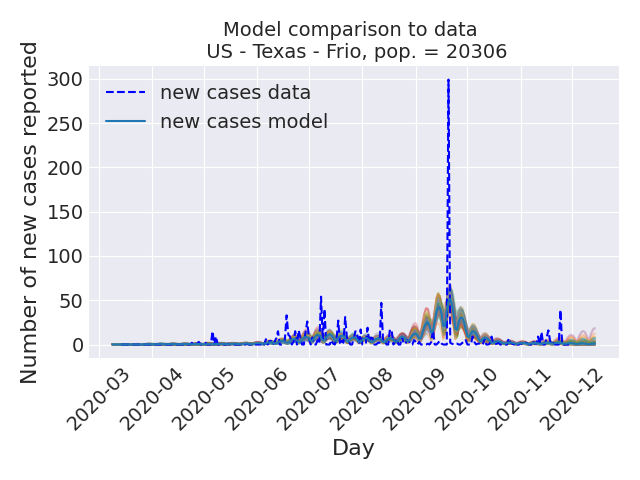 Model comparison to data
US - Texas - Frio, pop. = 20306
Number of new cases reported
300
250
200
150
100
50
0
new cases data
new cases model
2020-03
2020-04
2020-05
2020-06
2020-07
2020-08
2020-09
2020-10
2020-11
2020-12
Day